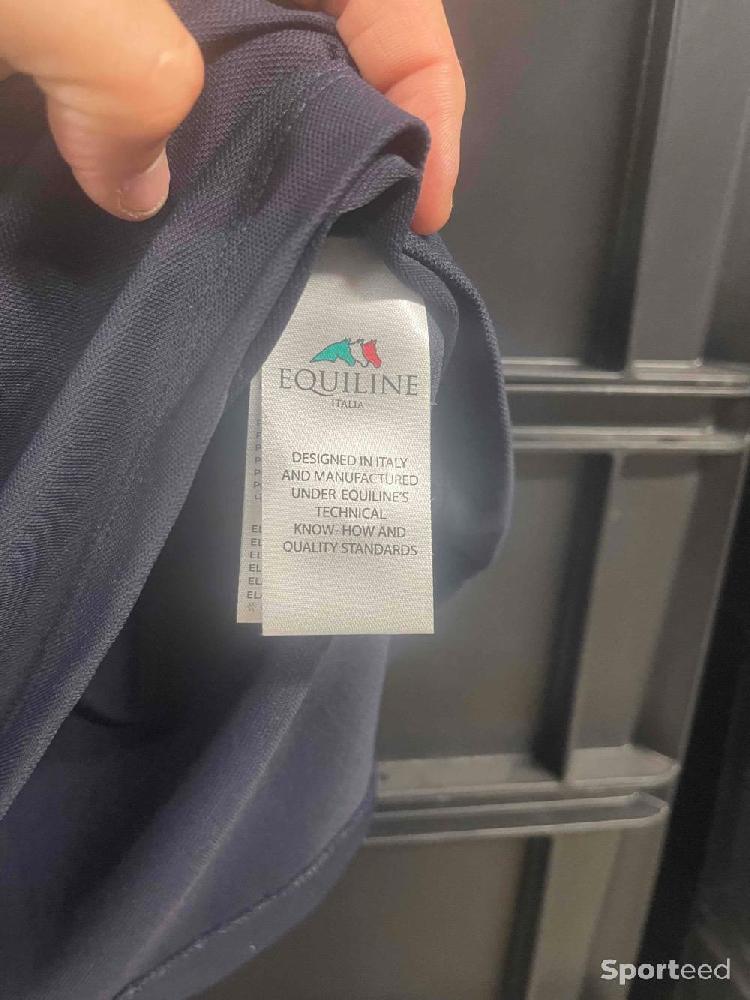 EQUILINE
ITALIA
DESIGNED IN ITALY
AND MANUFACTURED
UNDER EQUILINE'S
TECHNICAL
KNOW-HOW AND
QUALITY STANDARDS
Sporteed